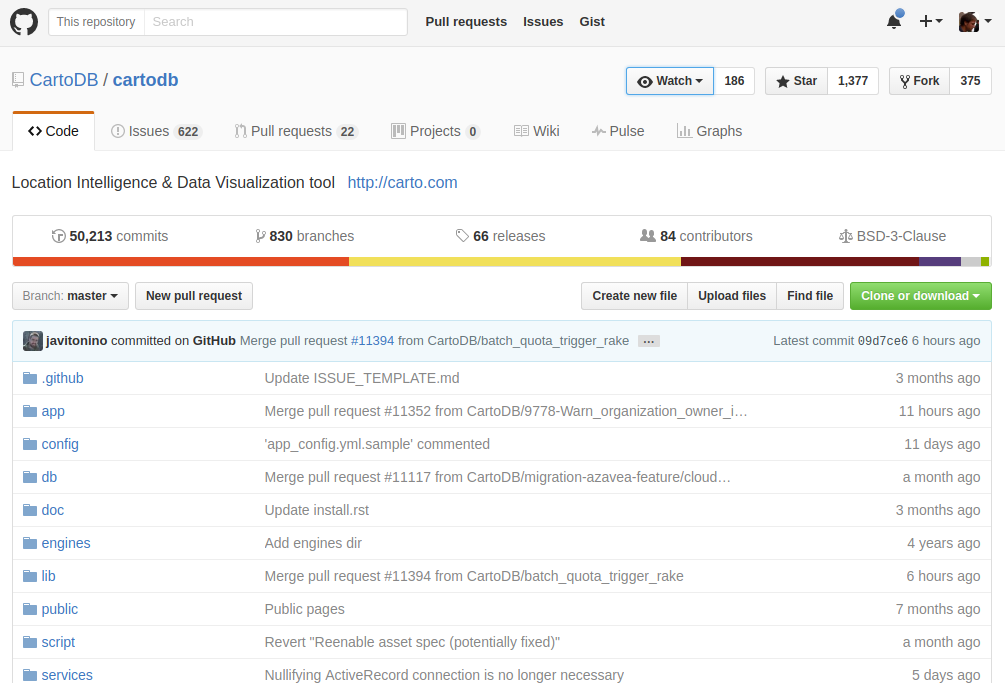 This repository Search Pull requests Issues Gist
CartoDB / cartodb Watch 186 Star 1,377 Fork 375
Code Issues 622 Pull requests 22 Projects 0 Wiki Pulse Graphs
Location Intelligence & Data Visualization tool http://carto.com
50,213 commits 830 branches 66 releases 84 contributors BSD-3-Clause
Branch: master New pull request Create new file Upload files Find file Clone or download
javitonino committed on GitHub Merge pull request #11394 from CartoDB/batch_quota_trigger_rake … Latest commit 09d7ce6 6 hours ago
.github Update ISSUE_TEMPLATE.md 3 months ago
app Merge pull request #11352 from CartoDB/9778-Warn_organization_owner_i… 11 hours ago
config 'app_config.yml.sample' commented 11 days ago
db Merge pull request #11117 from CartoDB/migration-azavea-feature/cloud… a month ago
doc Update install.rst 3 months ago
engines Add engines dir 4 years ago
lib Merge pull request #11394 from CartoDB/batch_quota_trigger_rake 6 hours ago
public Public pages 7 months ago
script Revert "Reenable asset spec (potentially fixed)" a month ago
services Nullifying ActiveRecord connection is no longer necessary 5 days ago